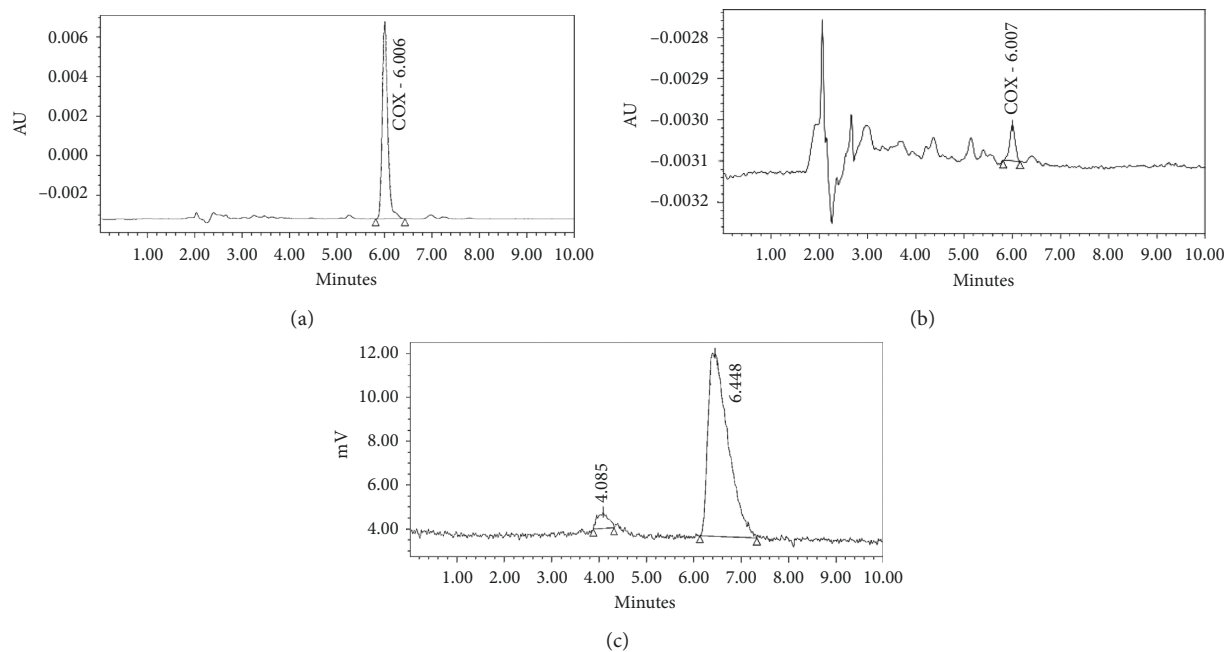 0.006
0.004
0.002
0.000
−0.002
AU
COX - 6.006
1.00 2.00 3.00 4.00 5.00 6.00 7.00 8.00 9.00 10.00
Minutes
(a)
−0.0028
−0.0029
−0.0030
−0.0031
−0.0032
AU
COX - 6.007
1.00 2.00 3.00 4.00 5.00 6.00 7.00 8.00 9.00 10.00
Minutes
(b)
12.00
10.00
8.00
6.00
4.00
mV
4.085
6.448
1.00 2.00 3.00 4.00 5.00 6.00 7.00 8.00 9.00 10.00
Minutes
(c)